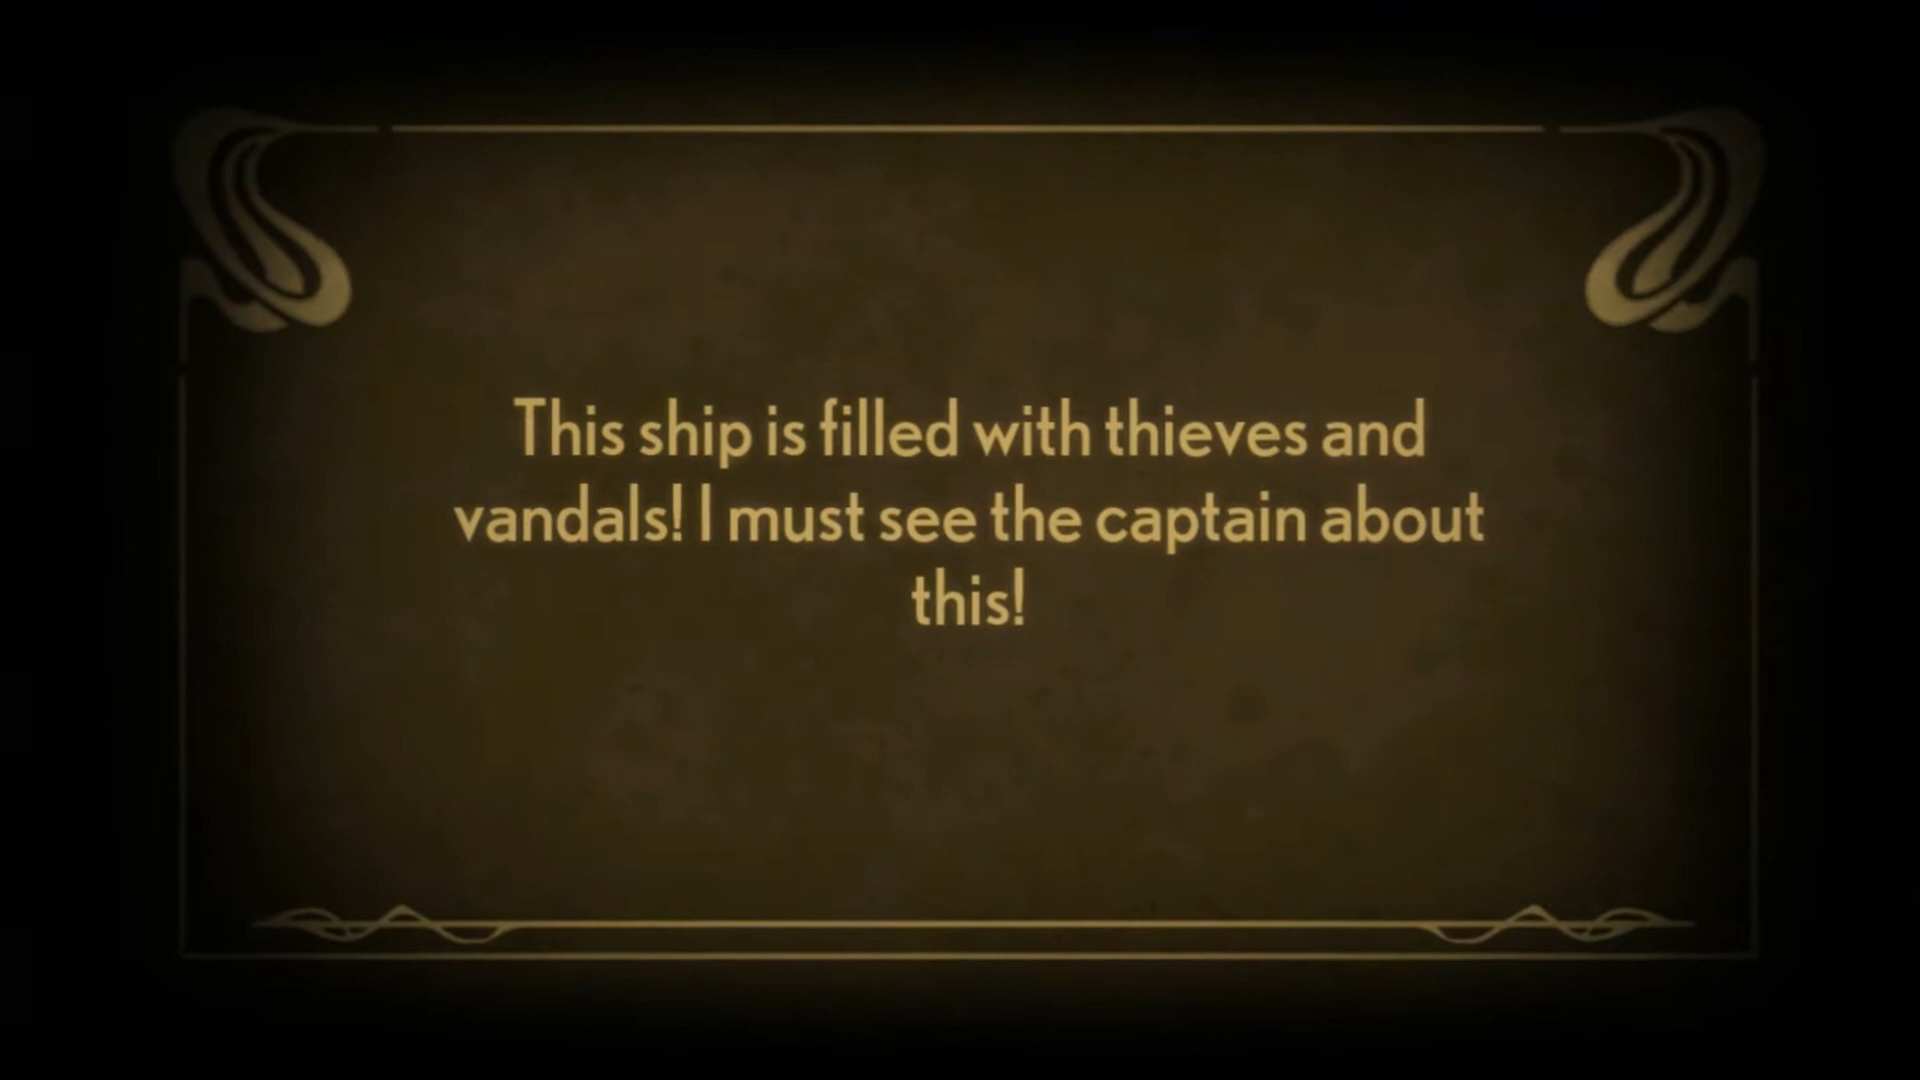 This ship is filled with thieves and
vandals! I must see the captain about
this!